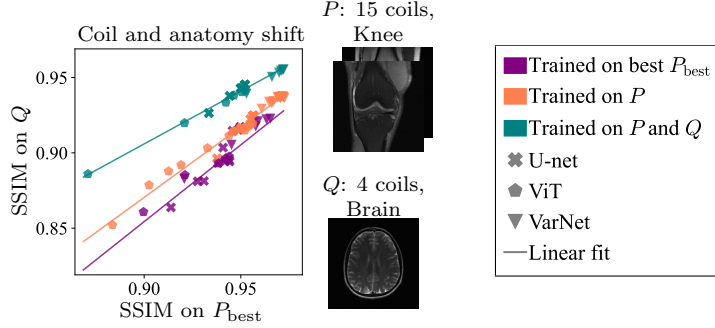 Coil and anatomy shift
SSIM on Q
0.95
0.90
0.85
0.90
0.95
SSIM on P_best
P: 15 coils,
Knee
Q: 4 coils,
Brain
Trained on best P_best
Trained on P
Trained on P and Q
U-net
ViT
VarNet
Linear fit